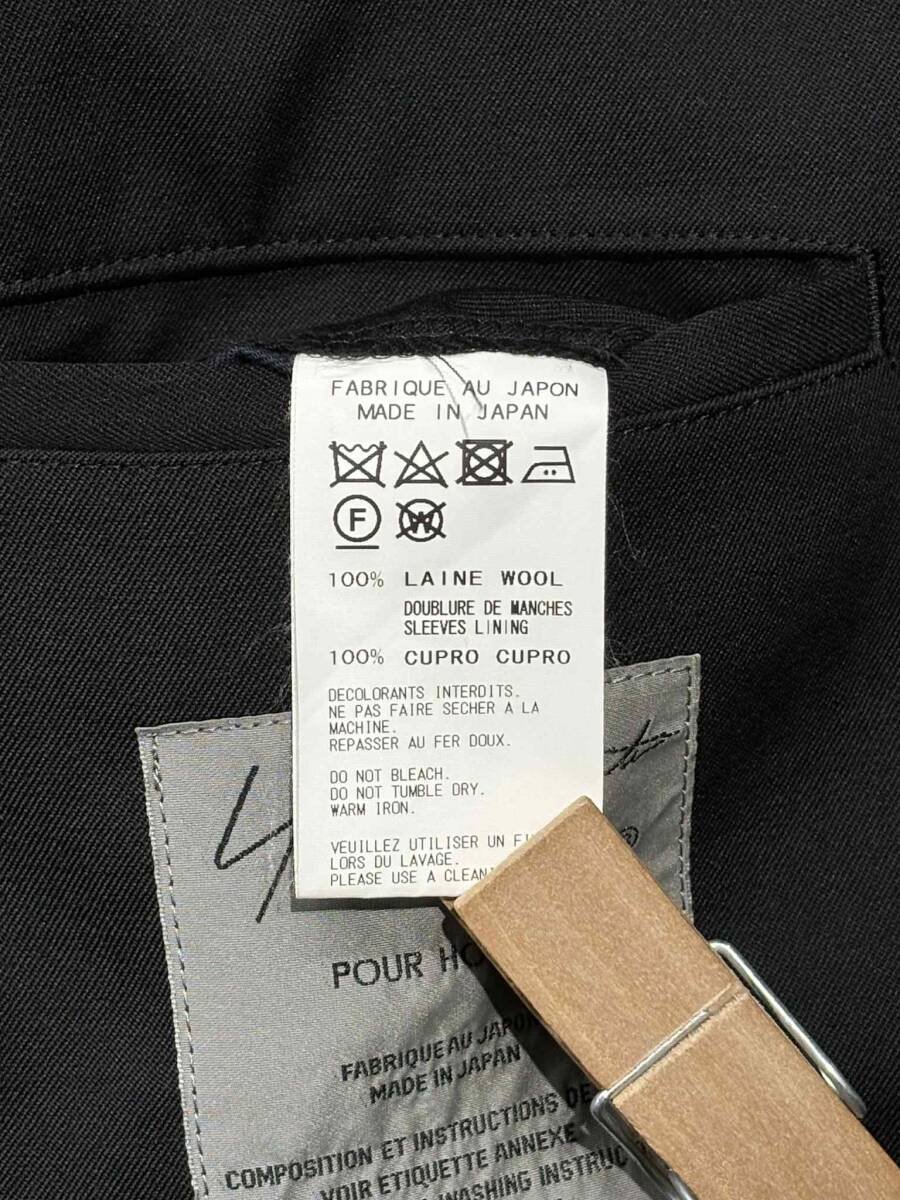 FABRIQUE AU JAPON
MADE IN JAPAN
F
W
100% LAINE WOOL
DOUBLURE DE MANCHES
SLEEVES LINING
100% CUPRO CUPRO
DECOLORANTS INTERDITS.
NE PAS FAIRE SECHER A LA
MACHINE.
REPASSER AU FER DOUX.
DO NOT BLEACH.
DO NOT TUMBLE DRY.
WARM IRON.
VEUILLEZ UTILISER UN
LORS DU LAVAGE.
PLEASE USE A
®
POUR
FABRIQUE AU JAPON
MADE IN JAPAN
COMPOSITION ET INSTRUCTIONS DE
VOIR ETIQUETTE ANNEXE
WASHING